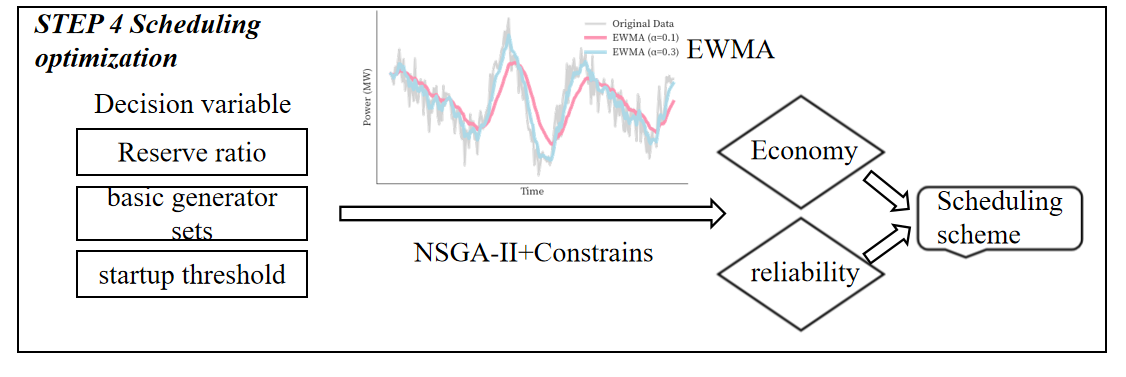 STEP 4 Scheduling
optimization
Decision variable
Reserve ratio
basic generator
sets
startup threshold
Power (MW)
Time
Original Data
EWMA (α=0.1)
EWMA (α=0.3)
EWMA
NSGA-II+Constrains
Economy
reliability
Scheduling
scheme